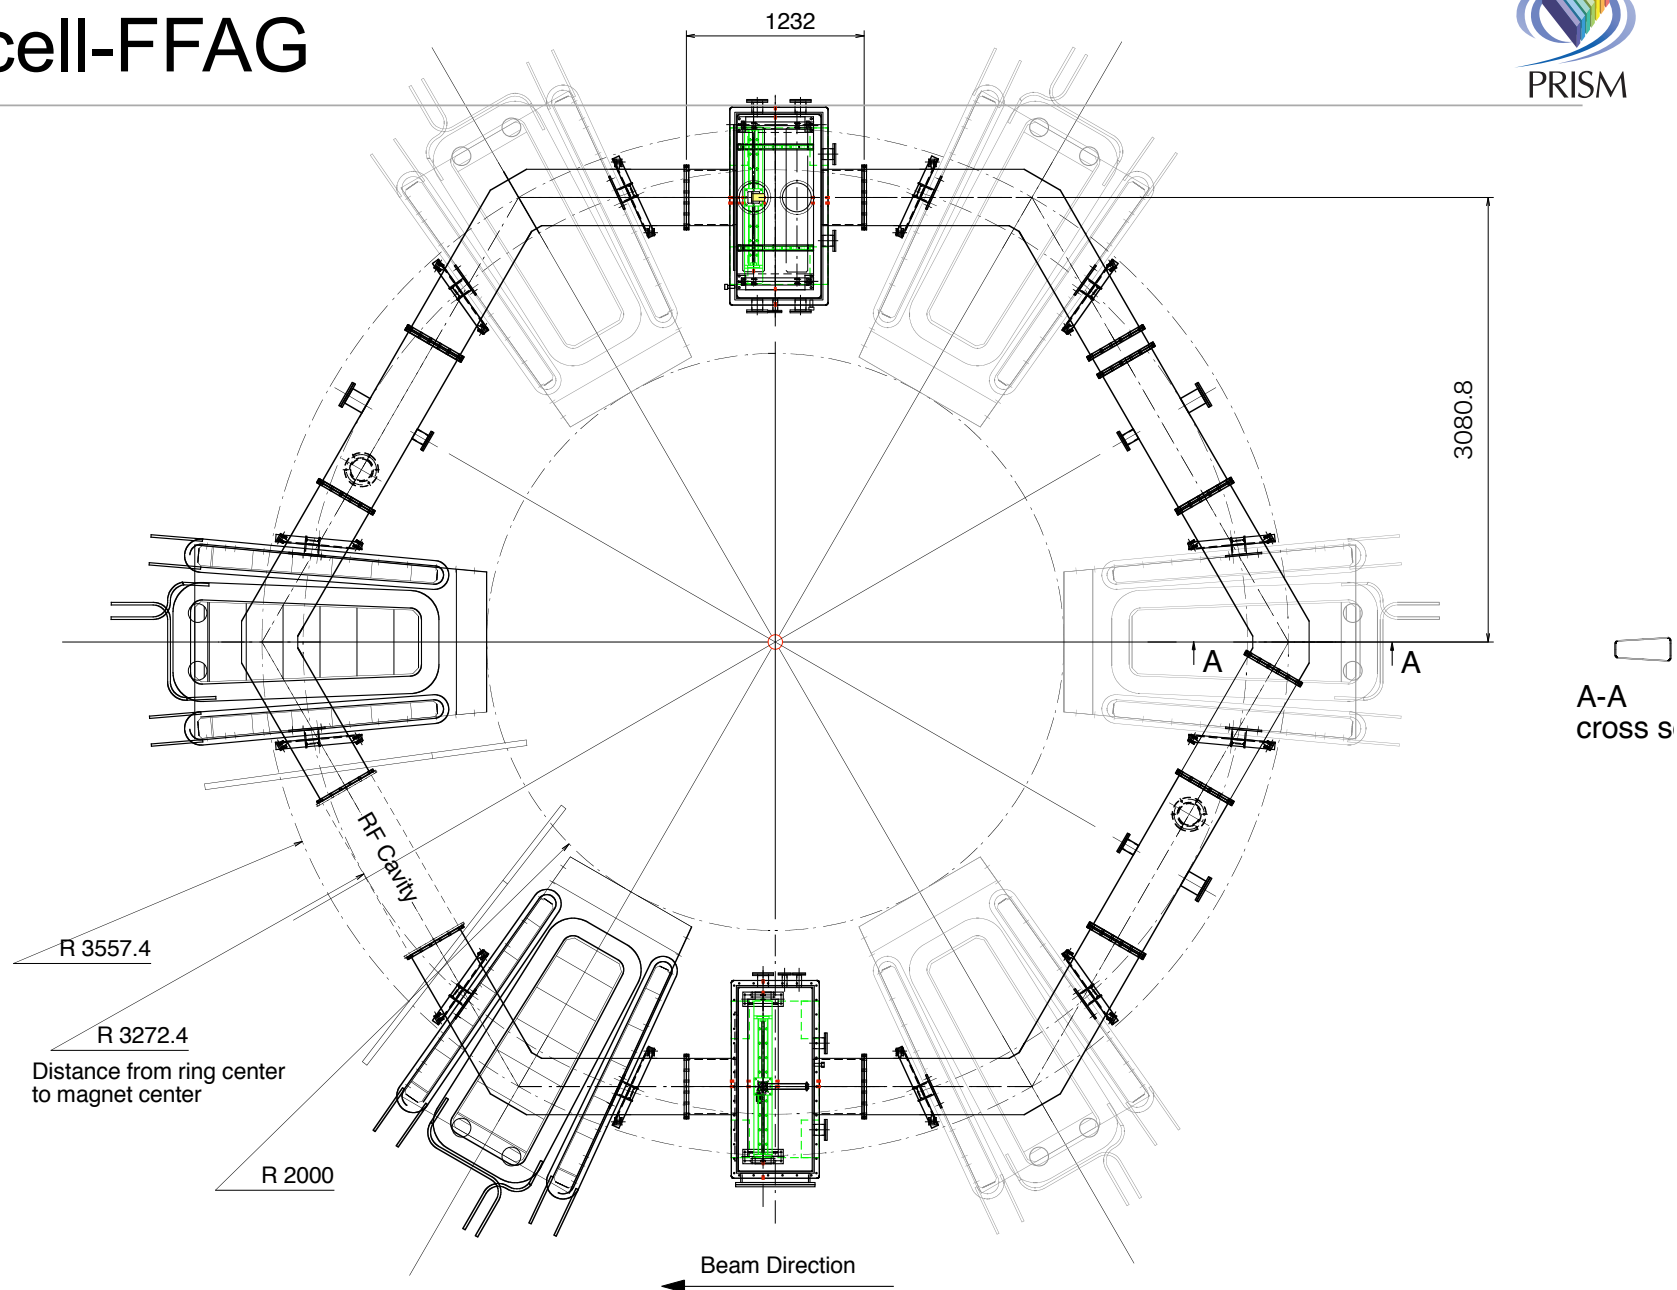 cell-FFAG
PRISM
1232
3080.8
A
A
A-A
cross
RF Cavity
R 3557.4
R 3272.4
Distance from ring center
to magnet center
R 2000
Beam Direction